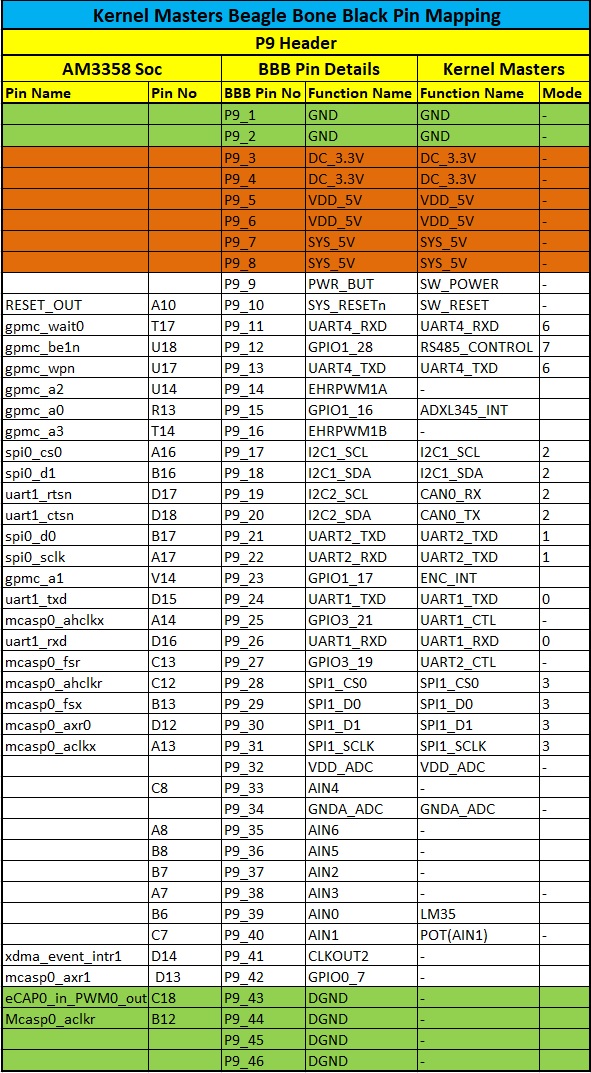 Kernel Masters Beagle Bone Black Pin Mapping
P9 Header
AM3358 Soc BBB Pin Details Kernel Masters
Pin Name Pin No BBB Pin No Function Name Function Name Mode
P9_1 GND GND -
P9_2 GND GND -
P9_3 DC_3.3V DC_3.3V -
P9_4 DC_3.3V DC_3.3V -
P9_5 VDD_5V VDD_5V -
P9_6 VDD_5V VDD_5V -
P9_7 SYS_5V SYS_5V -
P9_8 SYS_5V SYS_5V -
P9_9 PWR_BUT SW_POWER -
RESET_OUT A10 P9_10 SYS_RESETn SW_RESET -
gpmc_wait0 T17 P9_11 UART4_RXD UART4_RXD 6
gpmc_be1n U18 P9_12 GPIO1_28 RS485_CONTROL 7
gpmc_wpn U17 P9_13 UART4_TXD UART4_TXD 6
gpmc_a2 U14 P9_14 EHRPWM1A -
gpmc_a0 R13 P9_15 GPIO1_16 ADXL345_INT
gpmc_a3 T14 P9_16 EHRPWM1B -
spi0_cs0 A16 P9_17 I2C1_SCL I2C1_SCL 2
spi0_d1 B16 P9_18 I2C1_SDA I2C1_SDA 2
uart1_rtsn D17 P9_19 I2C2_SCL CAN0_RX 2
uart1_ctsn D18 P9_20 I2C2_SDA CAN0_TX 2
spi0_d0 B17 P9_21 UART2_TXD UART2_TXD 1
spi0_sclk A17 P9_22 UART2_RXD UART2_TXD 1
gpmc_a1 V14 P9_23 GPIO1_17 ENC_INT
uart1_txd D15 P9_24 UART1_TXD UART1_TXD 0
mcasp0_ahclkx A14 P9_25 GPIO3_21 UART1_CTL -
uart1_rxd D16 P9_26 UART1_RXD UART1_RXD 0
mcasp0_fsr C13 P9_27 GPIO3_19 UART2_CTL -
mcasp0_ahclkr C12 P9_28 SPI1_CS0 SPI1_CS0 3
mcasp0_fsx B13 P9_29 SPI1_D0 SPI1_D0 3
mcasp0_axr0 D12 P9_30 SPI1_D1 SPI1_D1 3
mcasp0_aclkx A13 P9_31 SPI1_SCLK SPI1_SCLK 3
P9_32 VDD_ADC VDD_ADC -
C8 P9_33 AIN4 -
P9_34 GNDA_ADC GNDA_ADC -
A8 P9_35 AIN6 -
B8 P9_36 AIN5 -
B7 P9_37 AIN2 -
A7 P9_38 AIN3 - -
B6 P9_39 AIN0 LM35
C7 P9_40 AIN1 POT(AIN1) -
xdma_event_intr1 D14 P9_41 CLKOUT2 -
mcasp0_axr1 D13 P9_42 GPIO0_7 -
eCAP0_in_PWM0_out C18 P9_43 DGND -
Mcasp0_aclkr B12 P9_44 DGND -
P9_45 DGND -
P9_46 DGND -